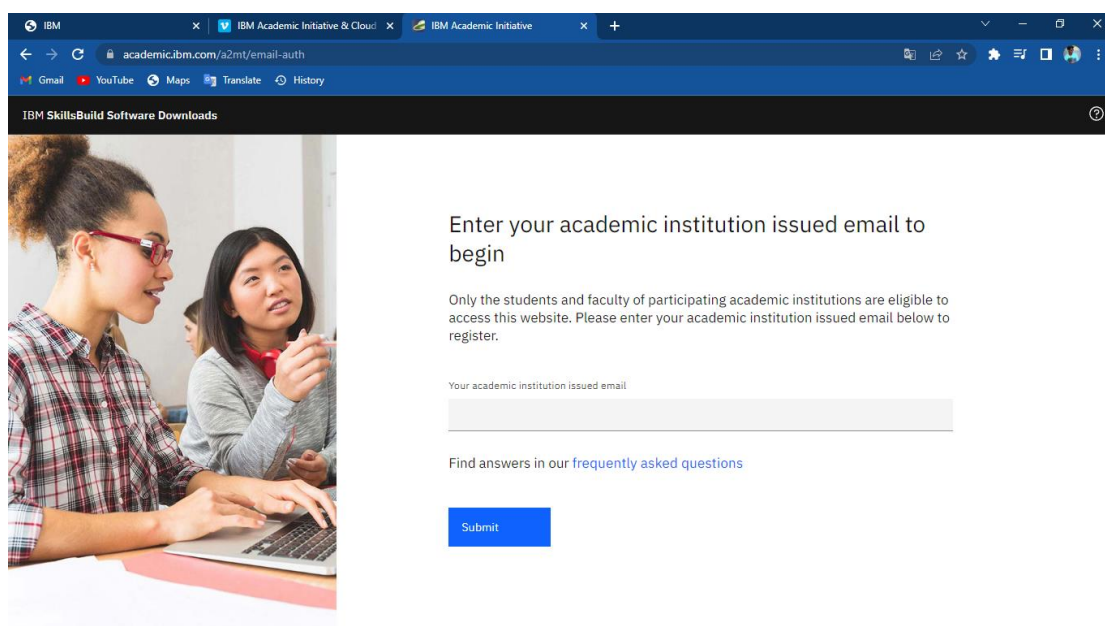 IBM
IBM Academic Initiative & Cloud
IBM Academic Initiative
academic.ibm.com/a2mt/email-auth
Gmail
YouTube
Maps
Translate
History
IBM SkillsBuild Software Downloads
Enter your academic institution issued email to
begin
Only the students and faculty of participating academic institutions are eligible to
access this website. Please enter your academic institution issued email below to
register.
Your academic institution issued email
Find answers in our frequently asked questions
Submit